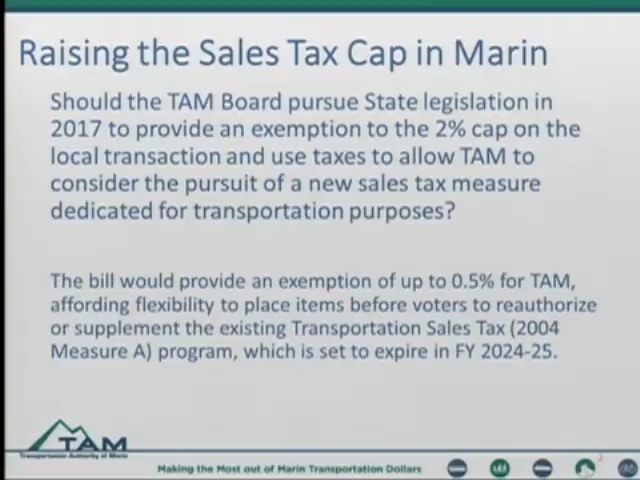 Raising the Sales Tax Cap in Marin
Should the TAM Board pursue State legislation in
2017 to provide an exemption to the 2% cap on the
local transaction and use taxes to allow TAM to
consider the pursuit of a new sales tax measure
dedicated for transportation purposes?
The bill would provide an exemption of up to 0.5% for TAM,
affording flexibility to place items before voters to reauthorize
or supplement the existing Transportation Sales Tax (2004
Measure A) program, which is set to expire in FY 2024-25.
TAM
Transportation Authority of Marin
Making the Most out of Marin Transportation Dollars